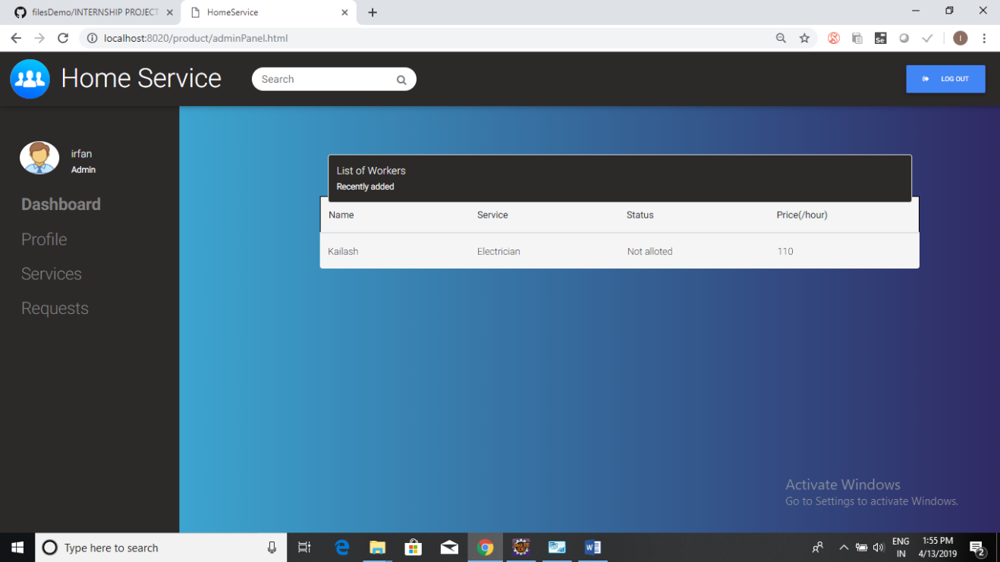 filesDemo/INTERNSHIP PROJECT
HomeService
localhost:8020/product/adminPanel.html
Se
I
Home Service
Search
LOG OUT
irfan
Admin
Dashboard
Profile
Services
Requests
List of Workers
Recently added
Name Service Status Price(/hour)
Kailash Electrician Not alloted 110
Activate Windows
Go to Settings to activate Windows.
Type here to search
ENG
IN
1:55 PM
4/13/2019
2